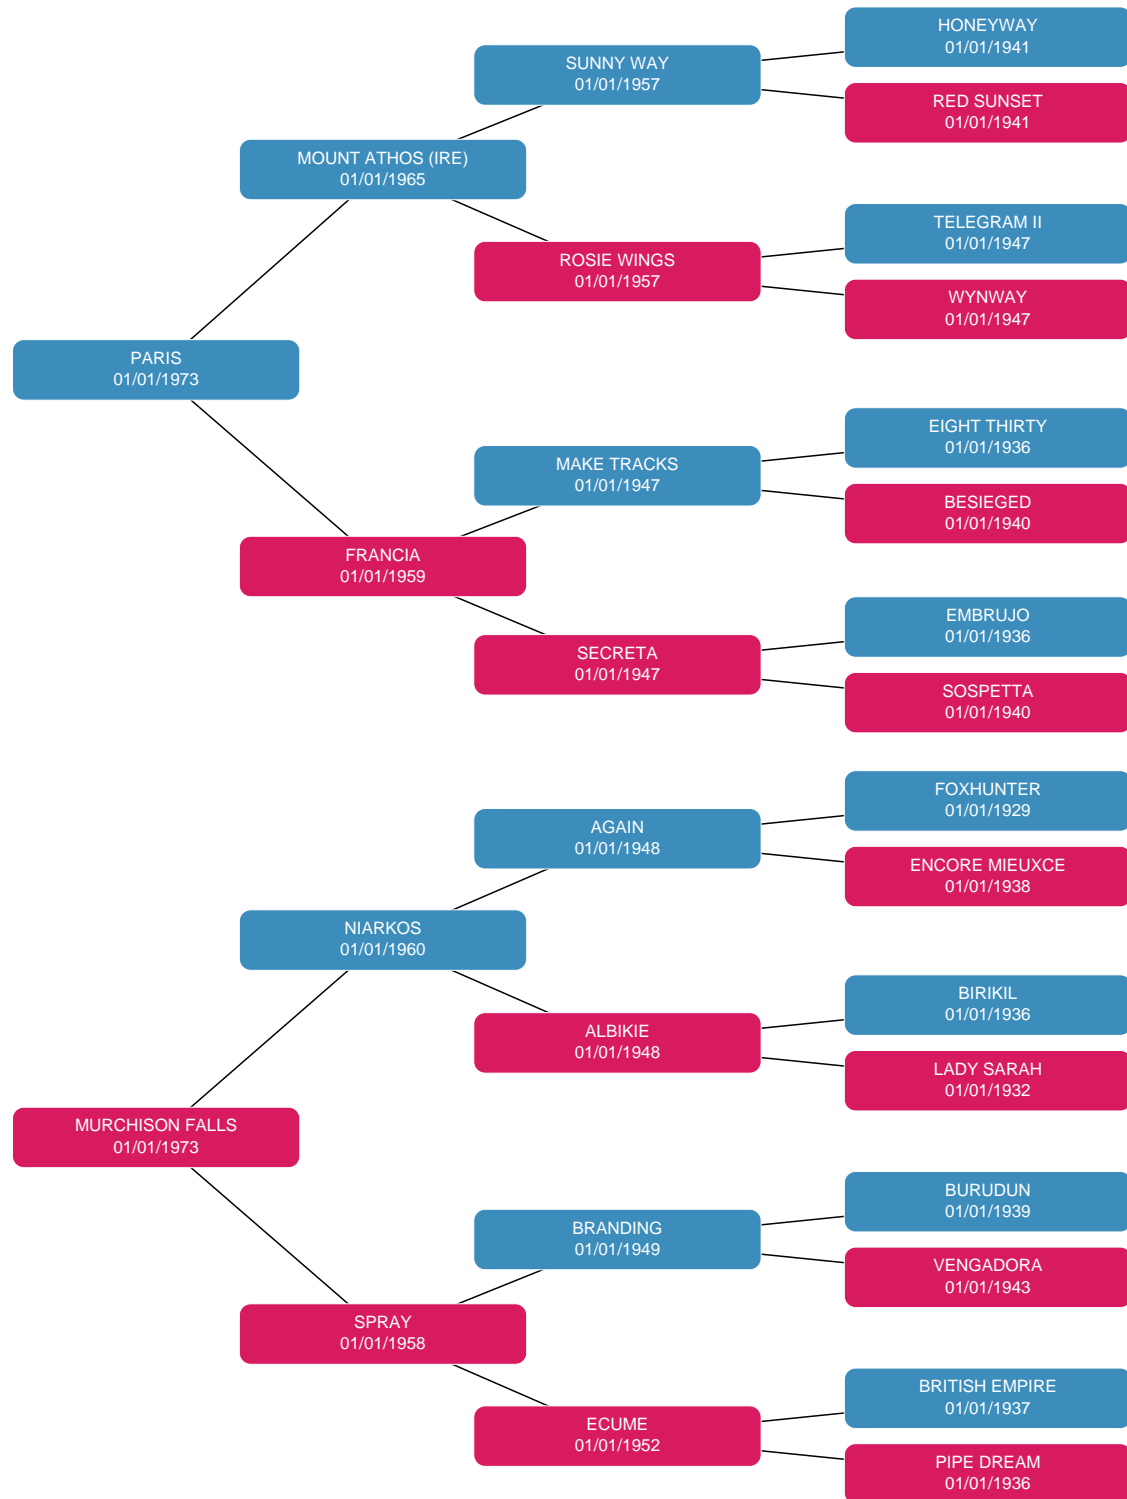 HONEYWAY
01/01/1941
SUNNY WAY
01/01/1957
RED SUNSET
01/01/1941
MOUNT ATHOS (IRE)
01/01/1965
TELEGRAM II
01/01/1947
ROSIE WINGS
01/01/1957
WYNWAY
01/01/1947
PARIS
01/01/1973
EIGHT THIRTY
01/01/1936
MAKE TRACKS
01/01/1947
BESIEGED
01/01/1940
FRANCIA
01/01/1959
EMBRUJO
01/01/1936
SECRETA
01/01/1947
SOSPETTA
01/01/1940
FOXHUNTER
01/01/1929
AGAIN
01/01/1948
ENCORE MIEUXCE
01/01/1938
NIARKOS
01/01/1960
BIRIKIL
01/01/1936
ALBIKIE
01/01/1948
LADY SARAH
01/01/1932
MURCHISON FALLS
01/01/1973
BURUDUN
01/01/1939
BRANDING
01/01/1949
VENGADORA
01/01/1943
SPRAY
01/01/1958
BRITISH EMPIRE
01/01/1937
ECUME
01/01/1952
PIPE DREAM
01/01/1936